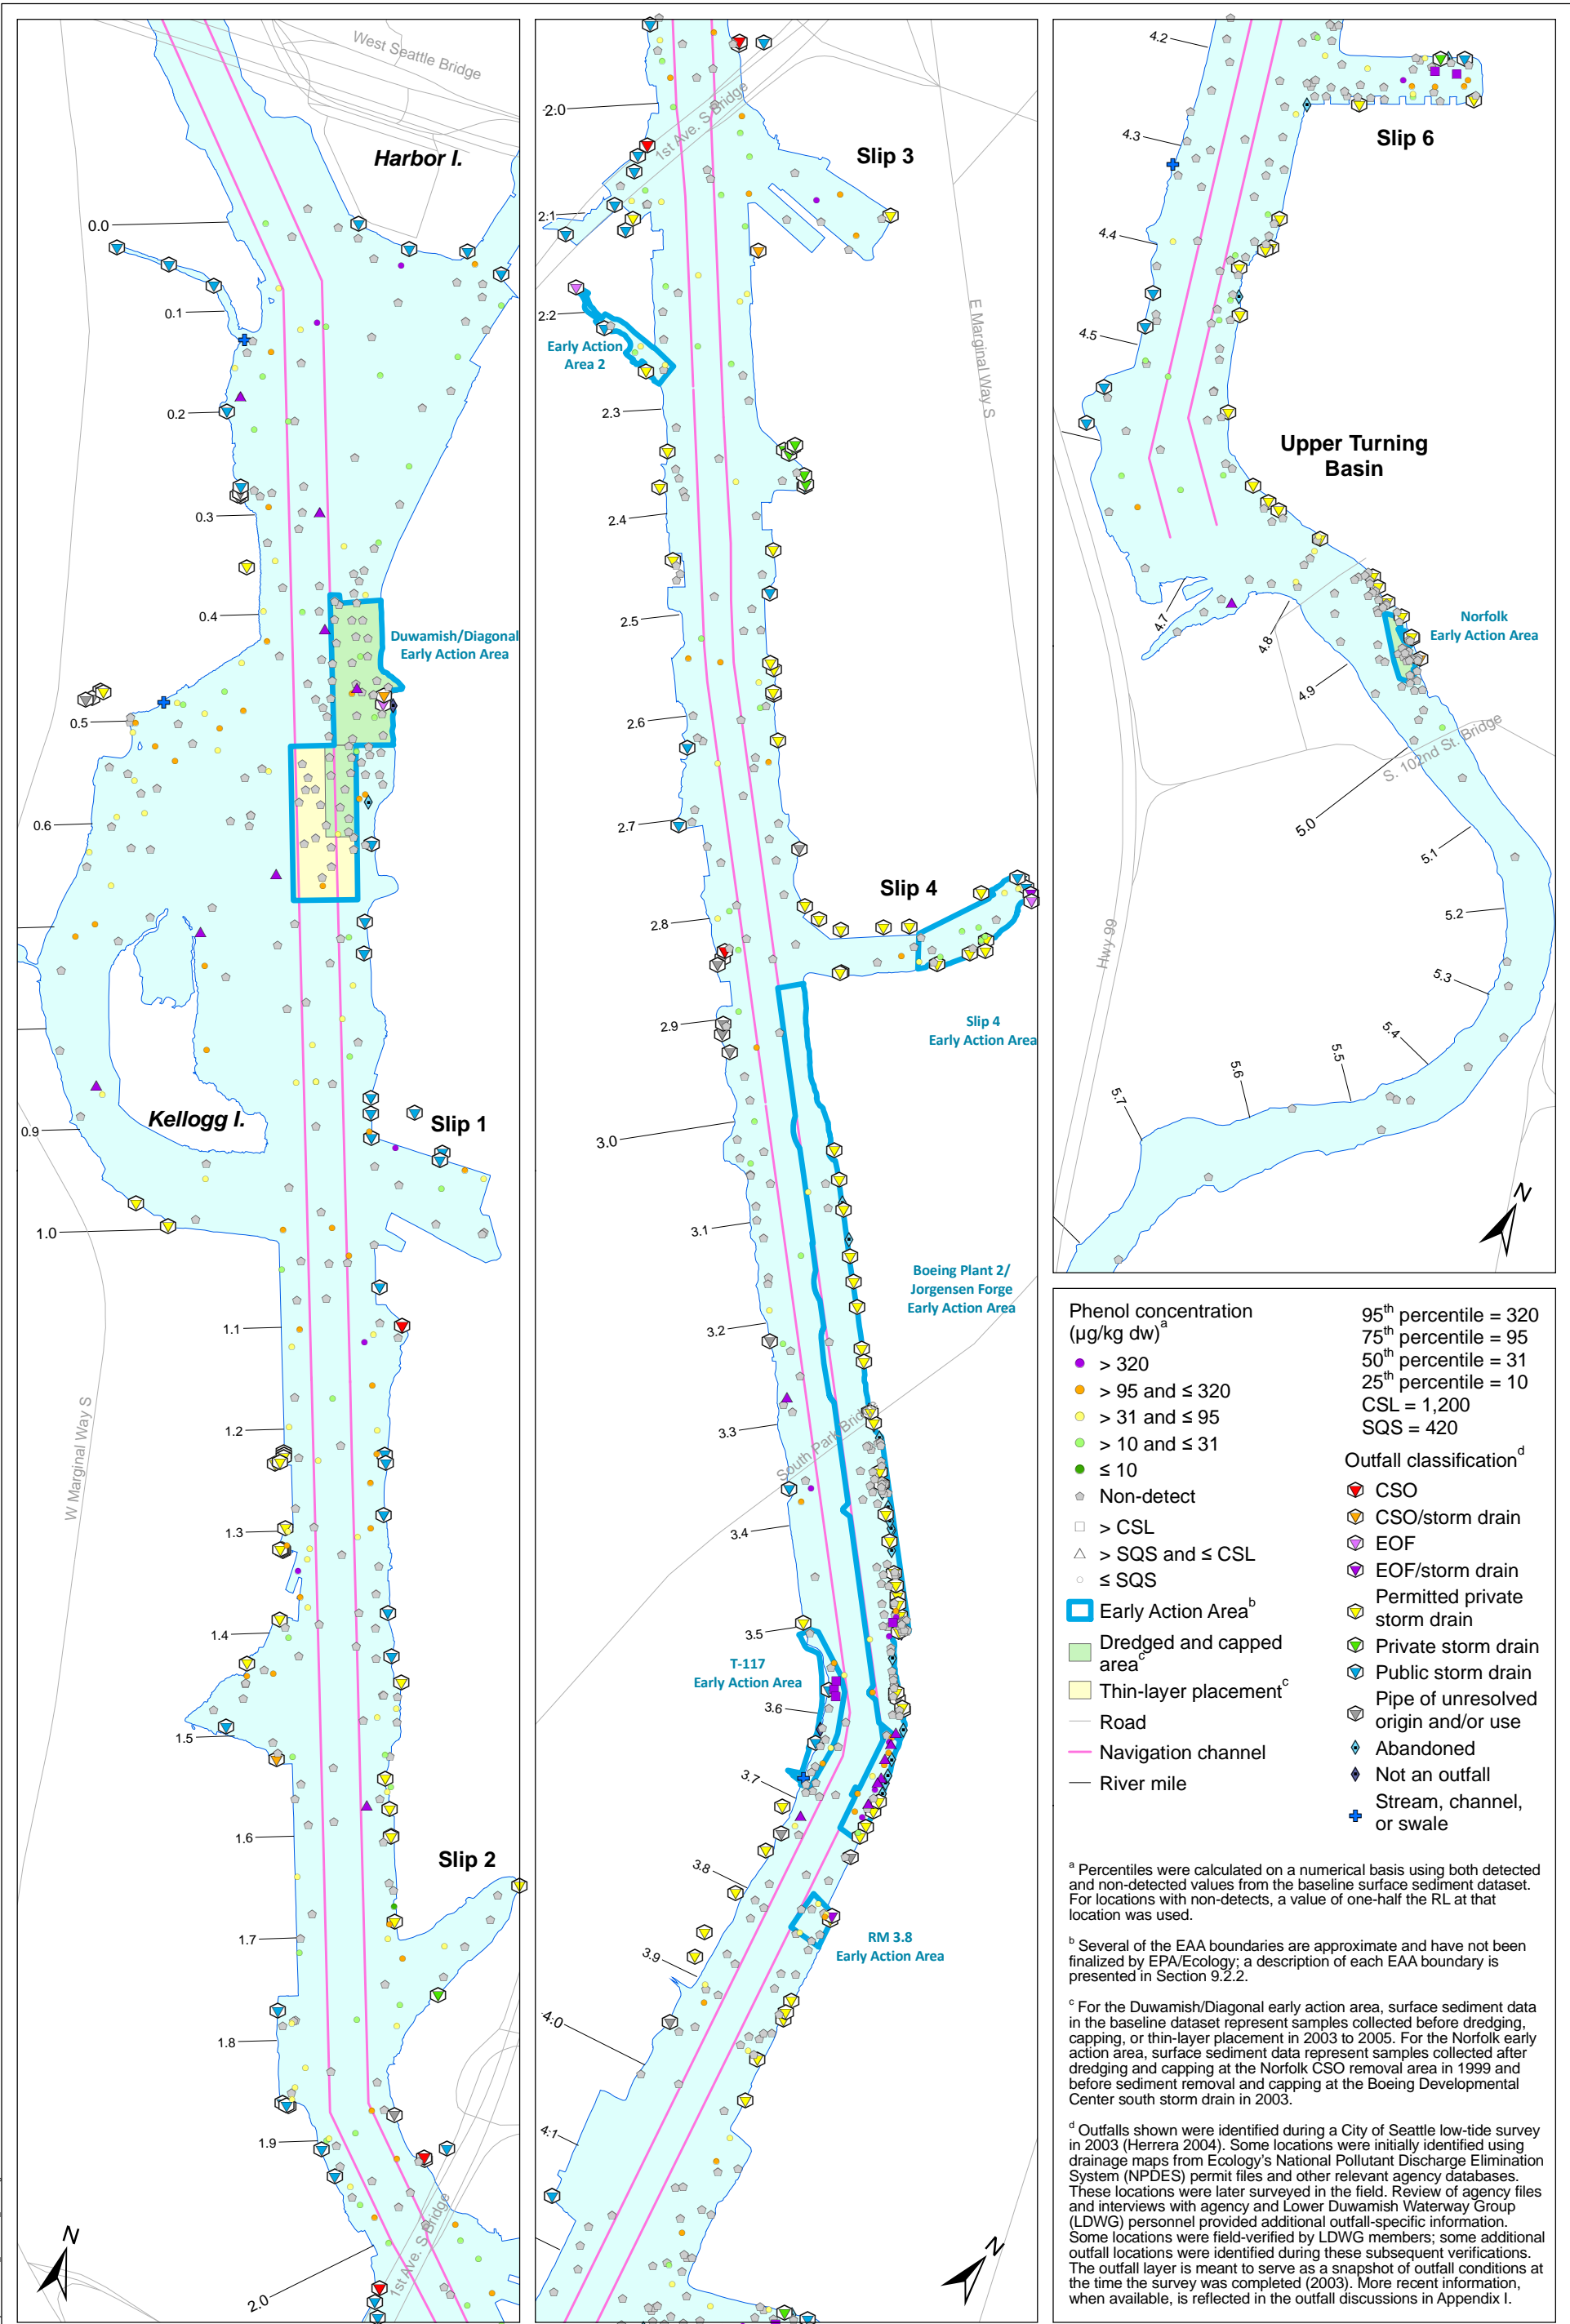 West Seattle Bridge
Harbor I.
0.0
0.1
0.2
0.3
0.4
Duwamish/Diagonal
Early Action Area
0.5
0.6
Kellogg I.
Slip 1
0.9
1.0
1.1
W Marginal Way S
1.2
1.3
1.4
1.5
1.6
Slip 2
1.7
1.8
1.9
1st Ave. S Bridge
2.0
N
2.0
1st Ave. S Bridge
Slip 3
2.1
2.2
Early Action
Area 2
E Marginal Way S
2.3
2.4
2.5
2.6
2.7
Slip 4
2.8
2.9
Slip 4
Early Action Area
3.0
3.1
Boeing Plant 2/
Jorgensen Forge
Early Action Area
3.2
3.3
South Park Bridge
3.4
3.5
T-117
Early Action Area
3.6
3.7
3.8
RM 3.8
Early Action Area
3.9
4.0
4.1
N
4.2
Slip 6
4.3
4.4
4.5
Upper Turning
Basin
4.7
4.8
Norfolk
Early Action Area
4.9
S. 102nd St. Bridge
5.0
5.1
Hwy 99
5.2
5.3
5.4
5.5
5.6
5.7
N
Phenol concentration
(µg/kg dw)a
> 320
> 95 and ≤ 320
> 31 and ≤ 95
> 10 and ≤ 31
≤ 10
Non-detect
> CSL
> SQS and ≤ CSL
≤ SQS
Early Action Areab
Dredged and capped
areac
Thin-layer placementc
Road
Navigation channel
River mile
95th percentile = 320
75th percentile = 95
50th percentile = 31
25th percentile = 10
CSL = 1,200
SQS = 420
Outfall classificationd
CSO
CSO/storm drain
EOF
EOF/storm drain
Permitted private
storm drain
Private storm drain
Public storm drain
Pipe of unresolved
origin and/or use
Abandoned
Not an outfall
Stream, channel,
or swale
a Percentiles were calculated on a numerical basis using both detected
and non-detected values from the baseline surface sediment dataset.
For locations with non-detects, a value of one-half the RL at that
location was used.
b Several of the EAA boundaries are approximate and have not been
finalized by EPA/Ecology; a description of each EAA boundary is
presented in Section 9.2.2.
c For the Duwamish/Diagonal early action area, surface sediment data
in the baseline dataset represent samples collected before dredging,
capping, or thin-layer placement in 2003 to 2005. For the Norfolk early
action area, surface sediment data represent samples collected after
dredging and capping at the Norfolk CSO removal area in 1999 and
before sediment removal and capping at the Boeing Developmental
Center south storm drain in 2003.
d Outfalls shown were identified during a City of Seattle low-tide survey
in 2003 (Herrera 2004). Some locations were initially identified using
drainage maps from Ecology's National Pollutant Discharge Elimination
System (NPDES) permit files and other relevant agency databases.
These locations were later surveyed in the field. Review of agency files
and interviews with agency and Lower Duwamish Waterway Group
(LDWG) personnel provided additional outfall-specific information.
Some locations were field-verified by LDWG members; some additional
outfall locations were identified during these subsequent verifications.
The outfall layer is meant to serve as a snapshot of outfall conditions at
the time the survey was completed (2003). More recent information,
when available, is reflected in the outfall discussions in Appendix I.